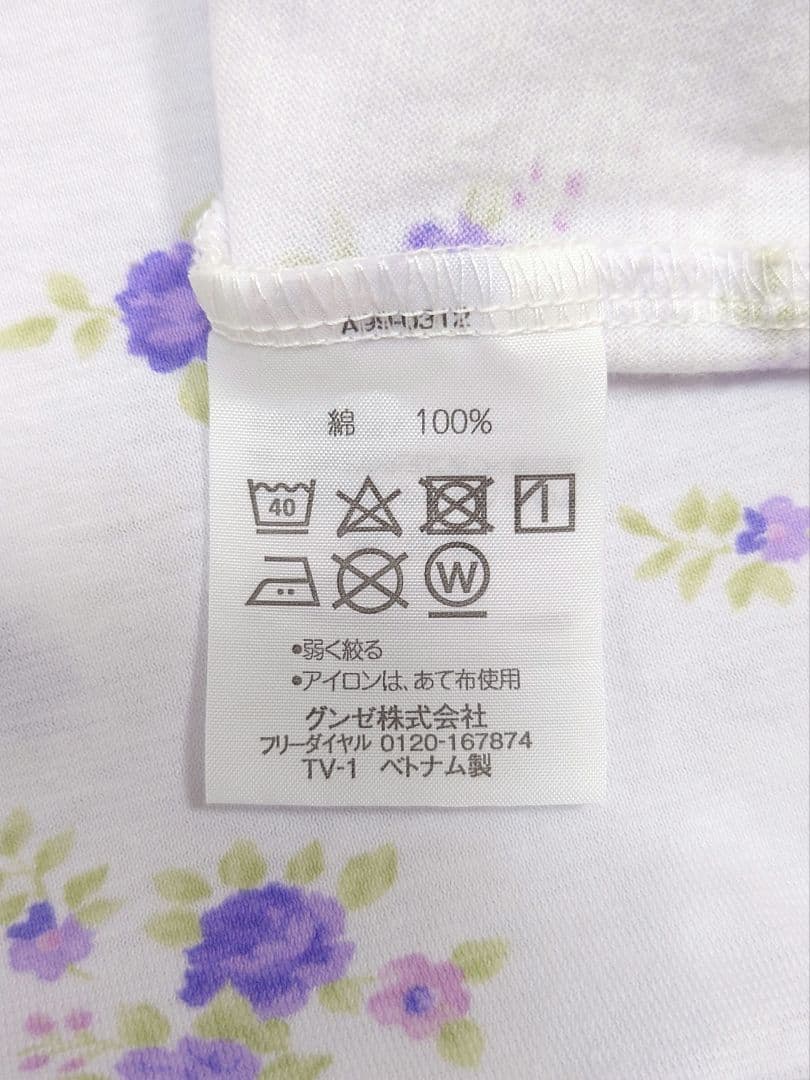 綿 100%
40
W
•弱く絞る
•アイロンは、あて布使用
グンゼ株式会社
フリーダイヤル 0120-167874
TV-1 ベトナム製